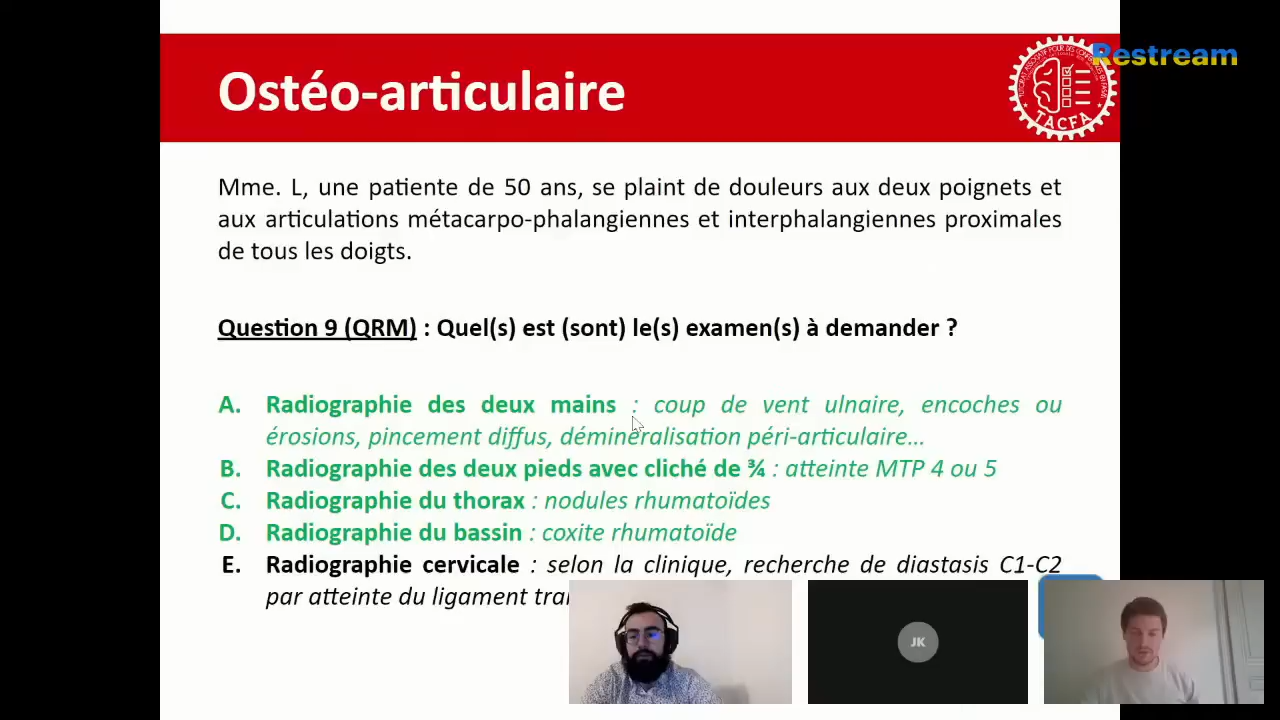 Restream
Ostéo-articulaire
TACFA
Mme. L, une patiente de 50 ans, se plaint de douleurs aux deux poignets et
aux articulations métacarpo-phalangiennes et interphalangiennes proximales
de tous les doigts.
Question 9 (QRM) : Quel(s) est (sont) le(s) examen(s) à demander ?
A. Radiographie des deux mains : coup de vent ulnaire, encoches ou
érosions, pincement diffus, déminéralisation péri-articulaire...
B. Radiographie des deux pieds avec cliché de ¾ : atteinte MTP 4 ou 5
C. Radiographie du thorax : nodules rhumatoïdes
D. Radiographie du bassin : coxite rhumatoïde
E. Radiographie cervicale : selon la clinique, recherche de diastasis C1-C2
par atteinte du ligament
JK